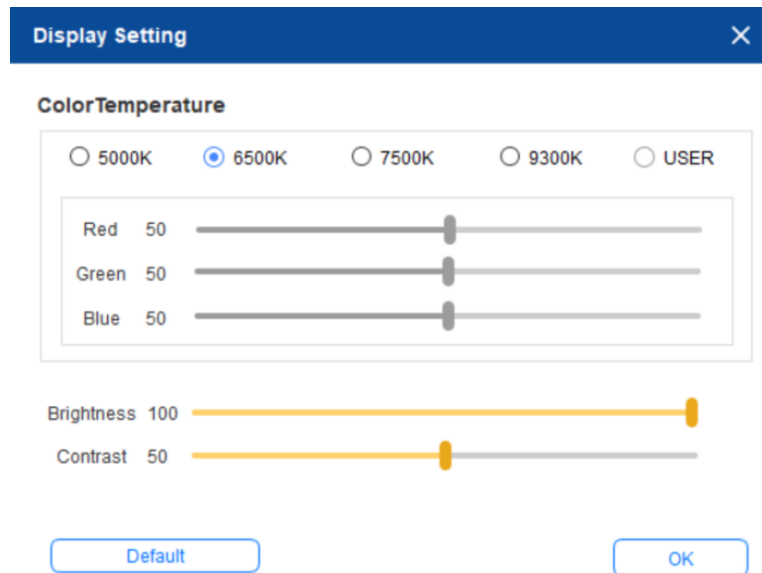 Display Setting
ColorTemperature
5000K 6500K 7500K 9300K USER
Red 50
Green 50
Blue 50
Brightness 100
Contrast 50
Default OK